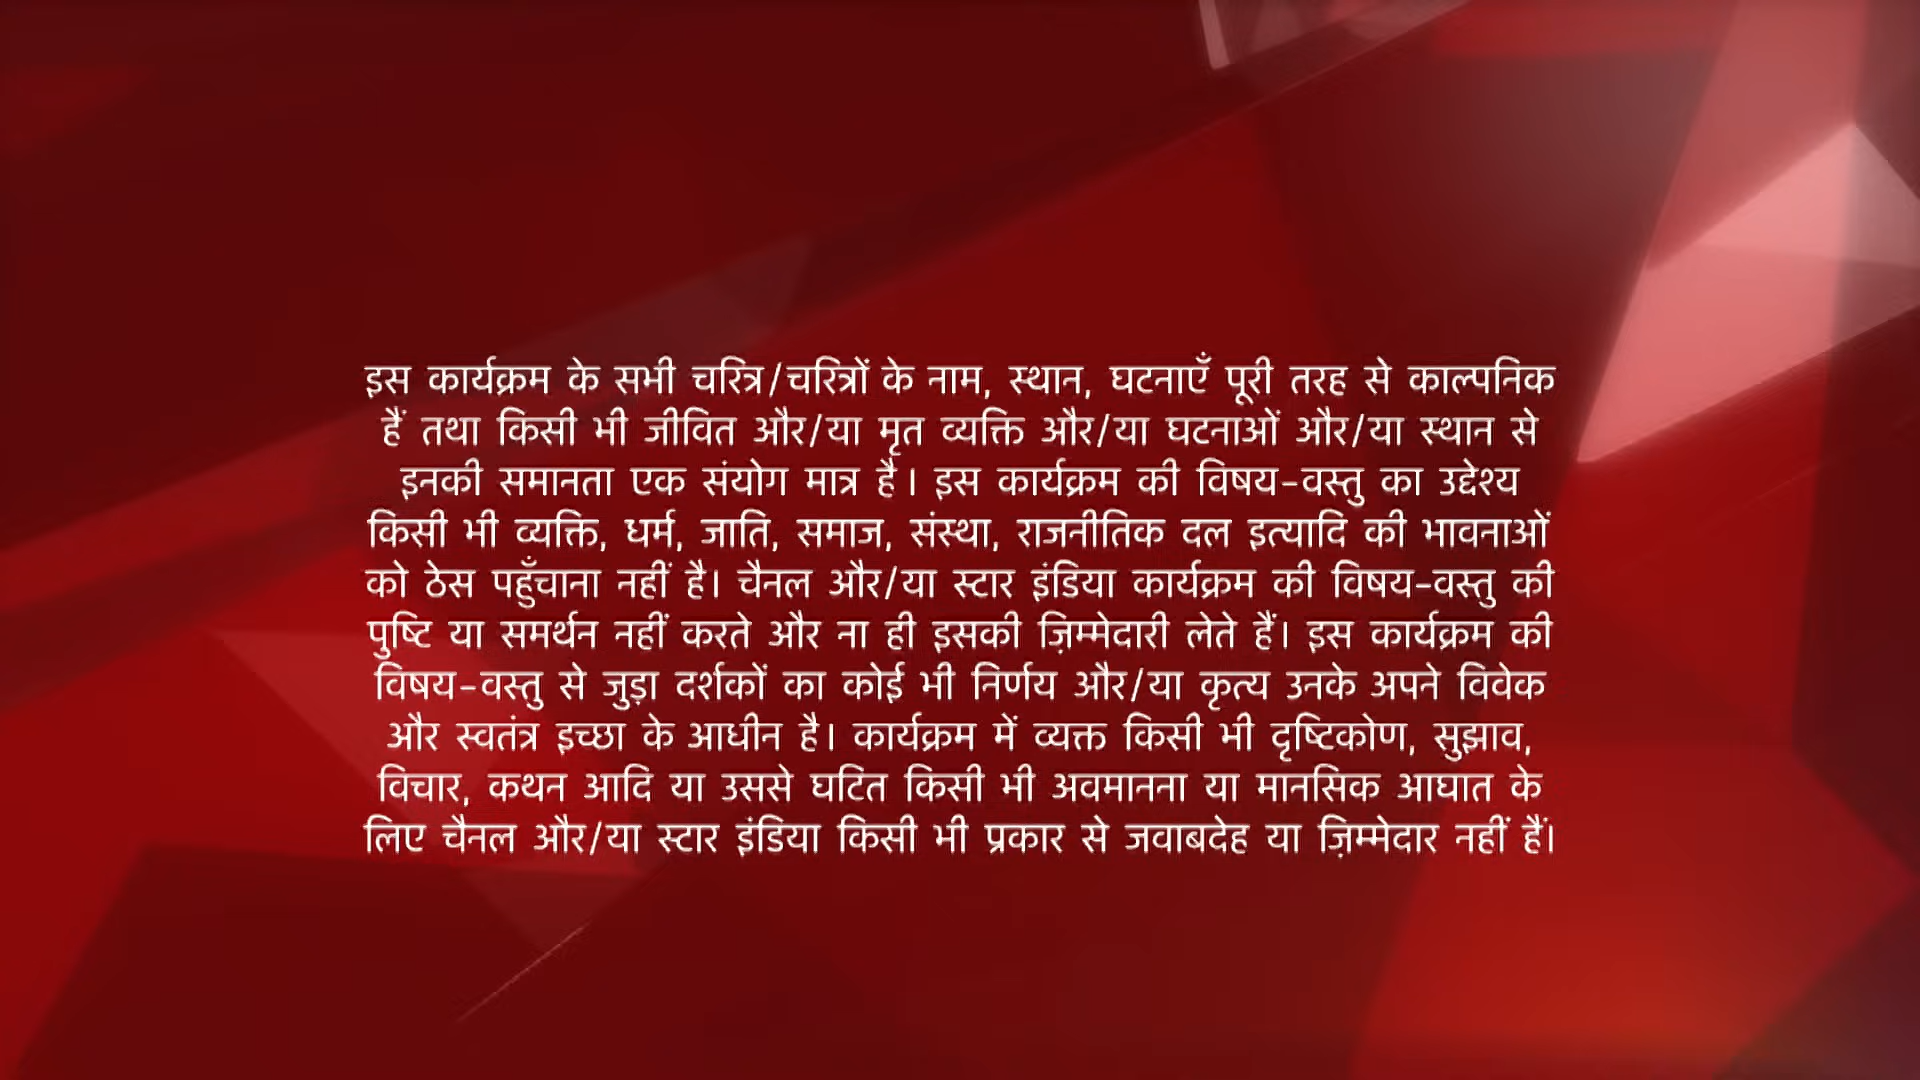 इस कार्यक्रम के सभी चरित्र/चरित्रों के नाम, स्थान, घटनाएँ पूरी तरह से काल्पनिक
हैं तथा किसी भी जीवित और/या मृत व्यक्ति और/या घटनाओं और/या स्थान से
इनकी समानता एक संयोग मात्र है। इस कार्यक्रम की विषय-वस्तु का उद्देश्य
किसी भी व्यक्ति, धर्म, जाति, समाज, संस्था, राजनीतिक दल इत्यादि की भावनाओं
को ठेस पहुँचाना नहीं है। चैनल और/या स्टार इंडिया कार्यक्रम की विषय-वस्तु की
पुष्टि या समर्थन नहीं करते और ना ही इसकी ज़िम्मेदारी लेते हैं। इस कार्यक्रम की
विषय-वस्तु से जुड़ा दर्शकों का कोई भी निर्णय और/या कृत्य उनके अपने विवेक
और स्वतंत्र इच्छा के आधीन है। कार्यक्रम में व्यक्त किसी भी दृष्टिकोण, सुझाव,
विचार, कथन आदि या उससे घटित किसी भी अवमानना या मानसिक आघात के
लिए चैनल और/या स्टार इंडिया किसी भी प्रकार से जवाबदेह या ज़िम्मेदार नहीं हैं।